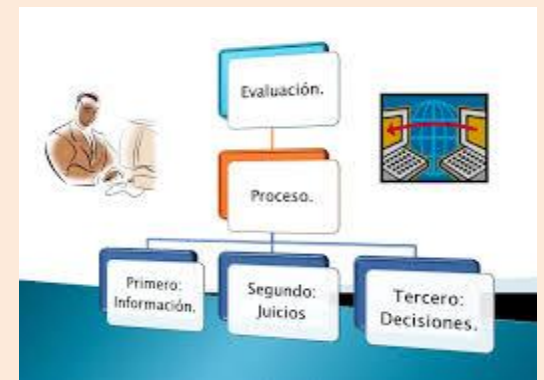 Evaluación.
Proceso.
Primero:
Información.
Segundo:
Juicios
Tercero:
Decisiones.